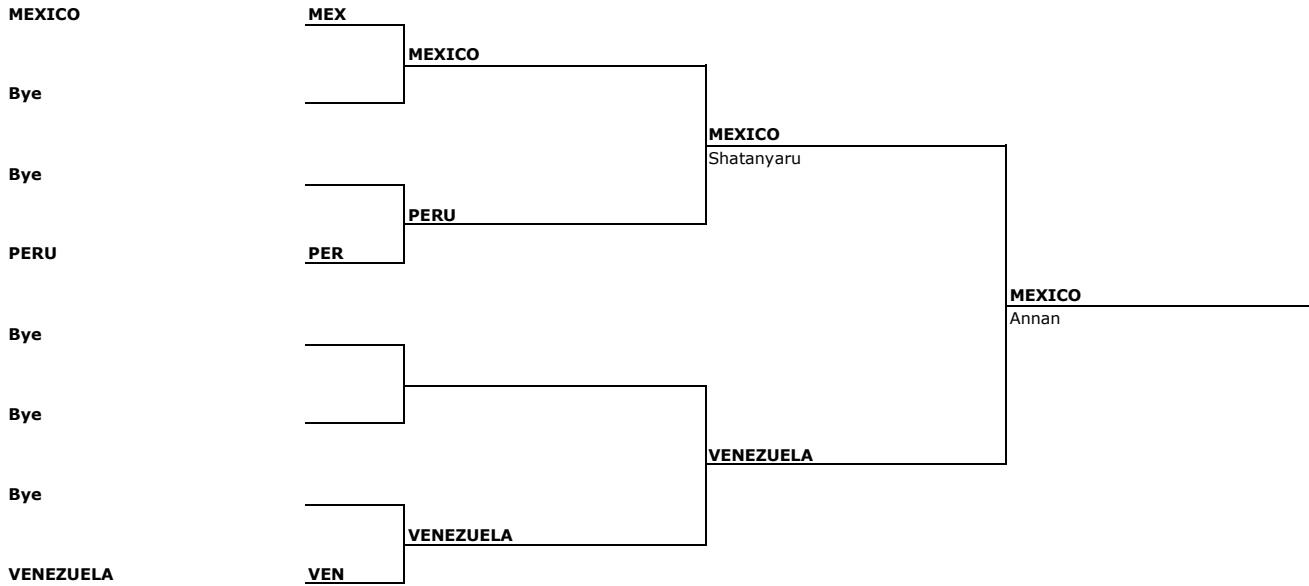 MEXICO MEX
MEXICO
Bye
MEXICO
Shatanyaru
Bye
PERU
PERU PER
MEXICO
Annan
Bye
Bye
VENEZUELA
Bye
VENEZUELA
VENEZUELA VEN